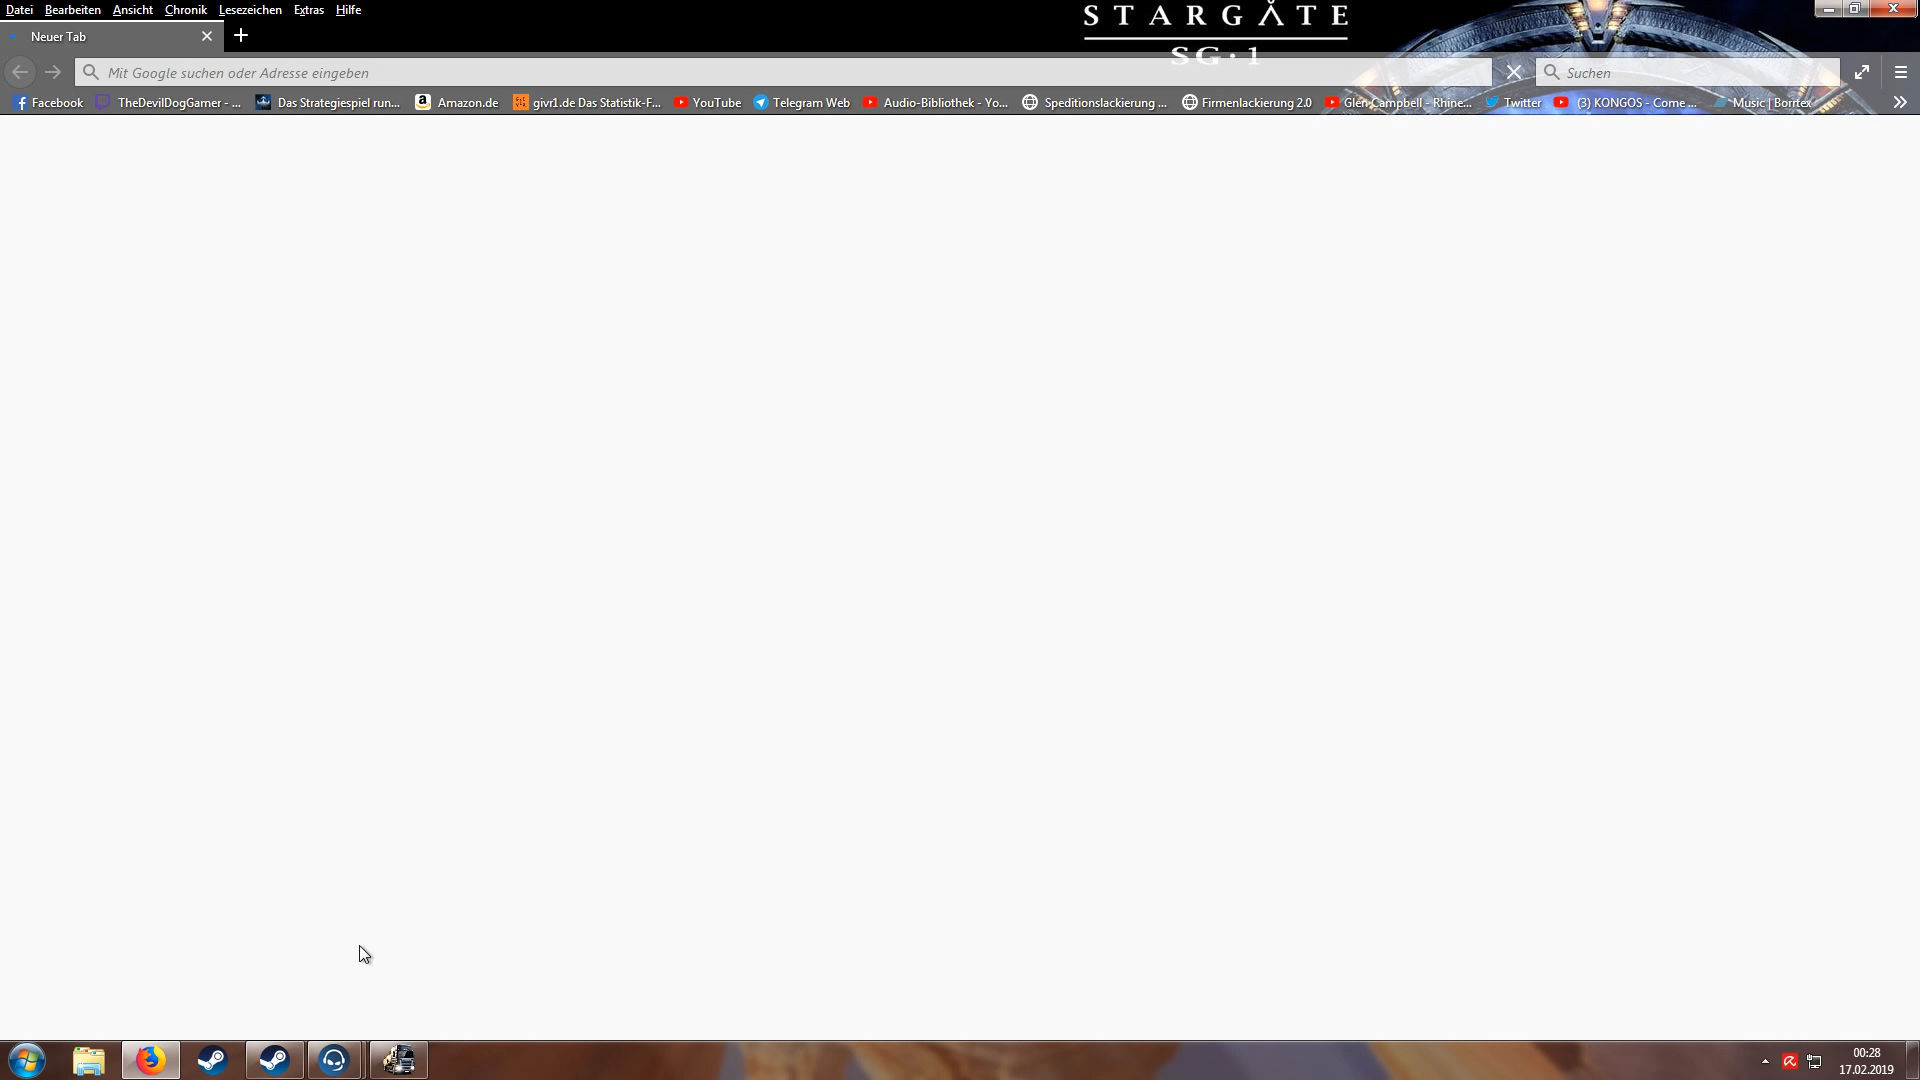 Datei Bearbeiten Ansicht Chronik Lesezeichen Extras Hilfe
STARGATE
SG·1
Neuer Tab
Mit Google suchen oder Adresse eingeben
Suchen
Facebook TheDevilDogGamer - ... Das Strategiespiel run... Amazon.de givr1.de Das Statistik-F... YouTube Telegram Web Audio-Bibliothek - Yo... Speditionslackierung ... Firmenlackierung 2.0 Glen Campbell - Rhine... Twitter (3) KONGOS - Come ... Music | Borrtex
00:28
17.02.2019